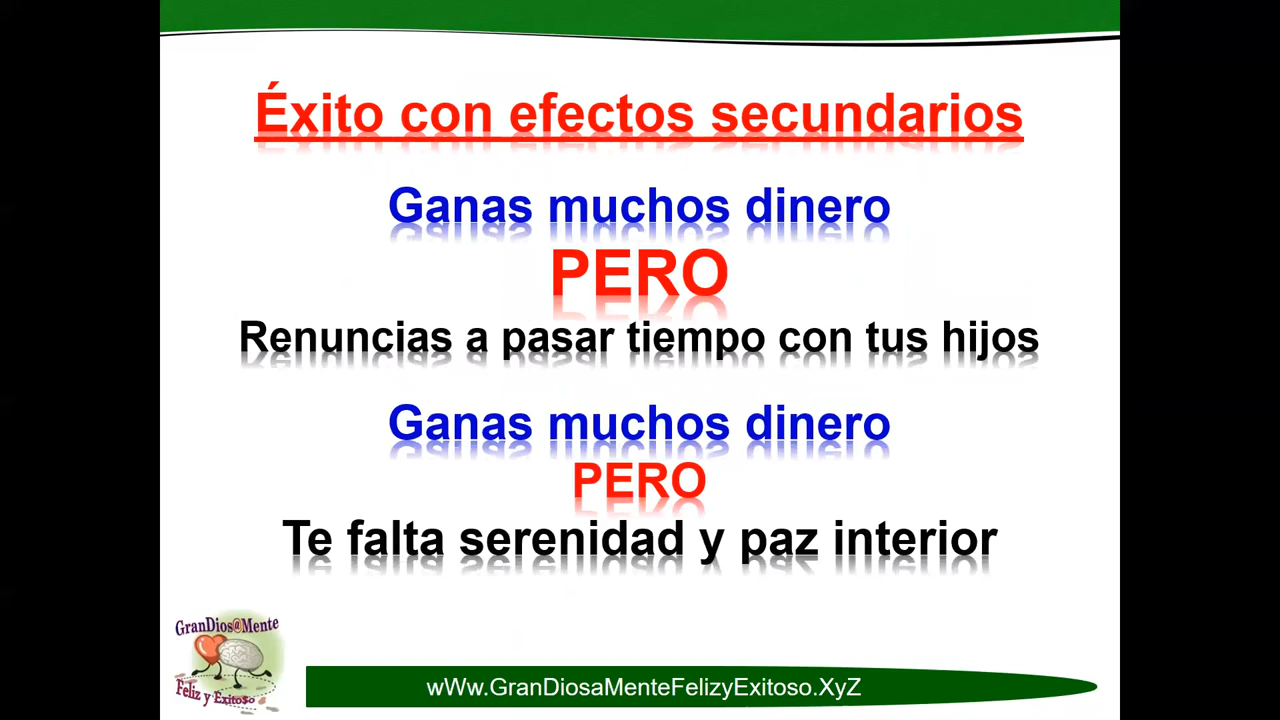 Éxito con efectos secundarios
Ganas muchos dinero
PERO
Renuncias a pasar tiempo con tus hijos
Ganas muchos dinero
PERO
Te falta serenidad y paz interior
GranDios@Mente
Feliz y Exito$o
wWw.GranDiosaMenteFelizyExitoso.XyZ